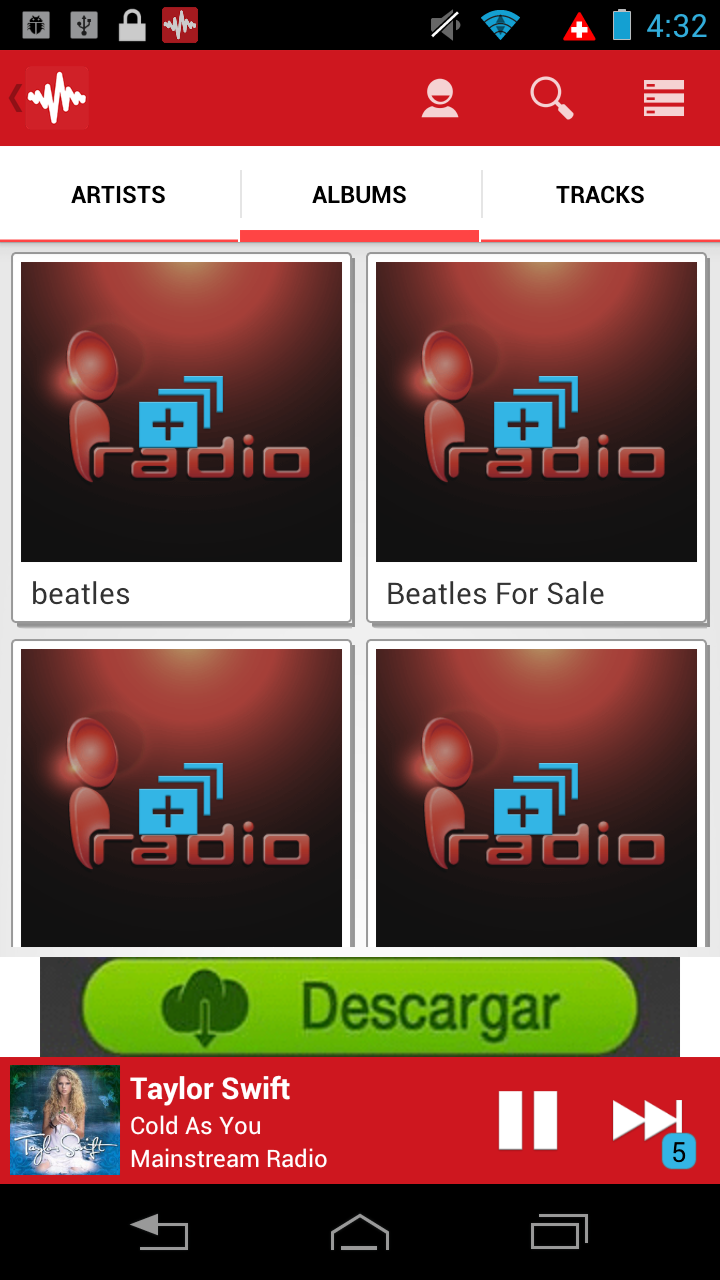 4:32
ARTISTS
ALBUMS
TRACKS
radio
radio
beatles
Beatles For Sale
radio
radio
Descargar
Taylor Swift
Taylor Swift
Cold As You
Mainstream Radio
5